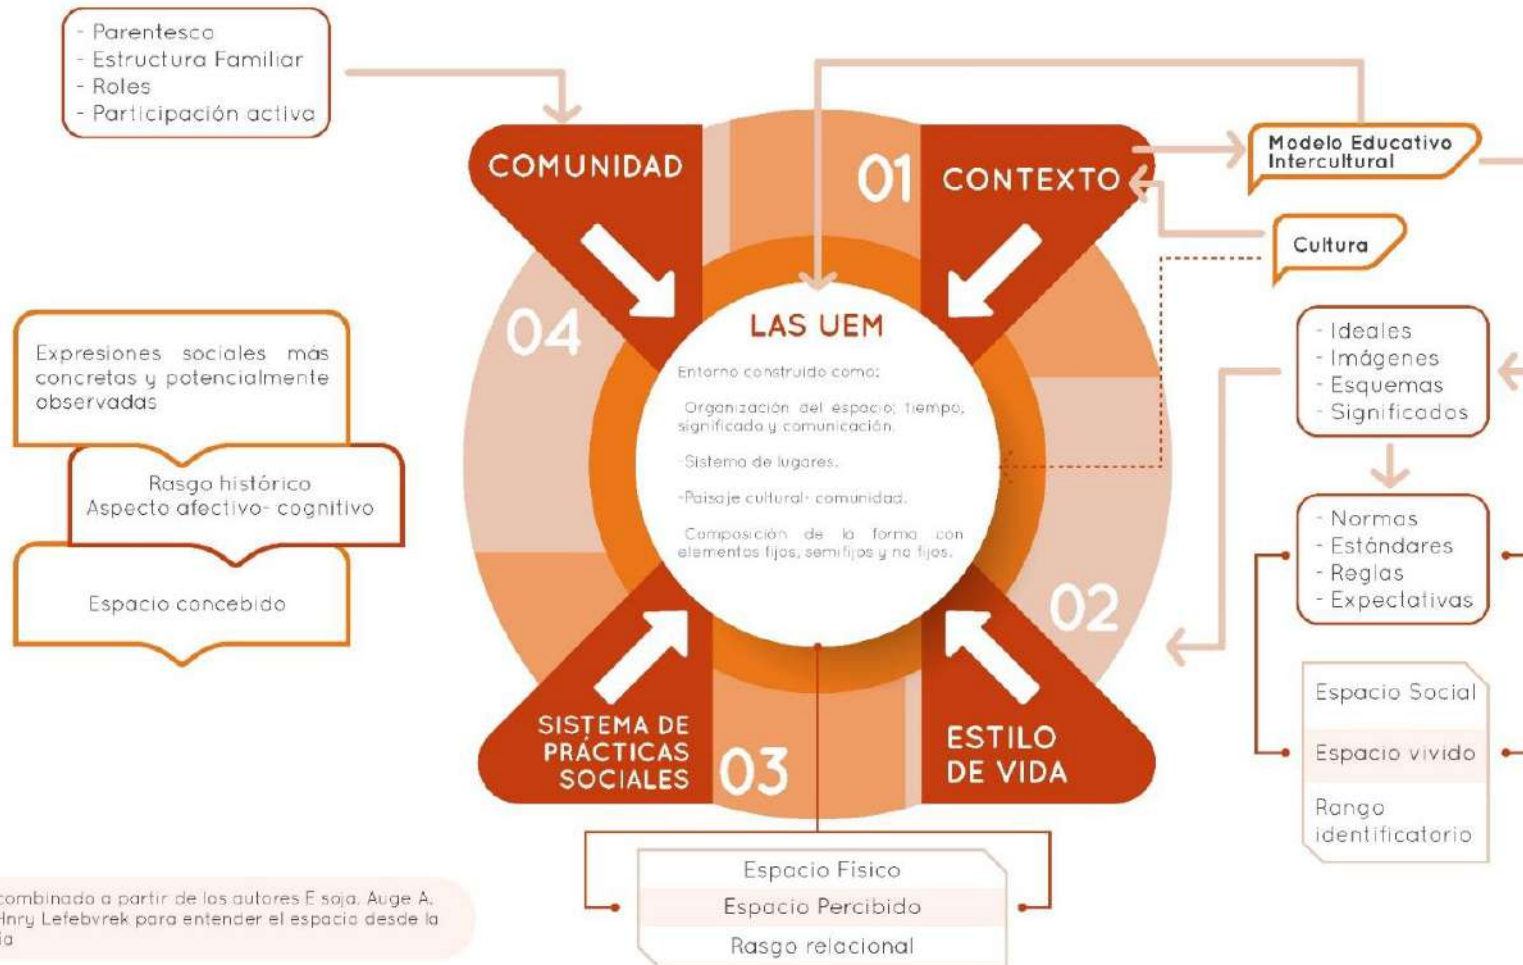 - Parentesco
- Estructura Familiar
- Roles
- Participación activa
COMUNIDAD
01
CONTEXTO
Modelo Educativo
Intercultural
Cultura
04
LAS UEM
Entorno construido como:
-Organización del espacio; tiempo,
significado y comunicación.
-Sistema de lugares.
-Paisaje cultural- comunidad.
-Composición de la forma con
elementos fijos, semifijos y no fijos.
- Ideales
- Imágenes
- Esquemas
- Significados
Expresiones sociales más
concretas y potencialmente
observadas
Rasgo histórico
Aspecto afectivo- cognitivo
Espacio concebido
- Normas
- Estándares
- Reglas
- Expectativas
02
SISTEMA DE
PRÁCTICAS
SOCIALES
03
ESTILO
DE VIDA
Espacio Social
Espacio vivido
Rango
identificatorio
Espacio Físico
Espacio Percibido
Rasgo relacional
combinado a partir de los autores E soja. Auge A.
Hnry Lefebvrek para entender el espacio desde la